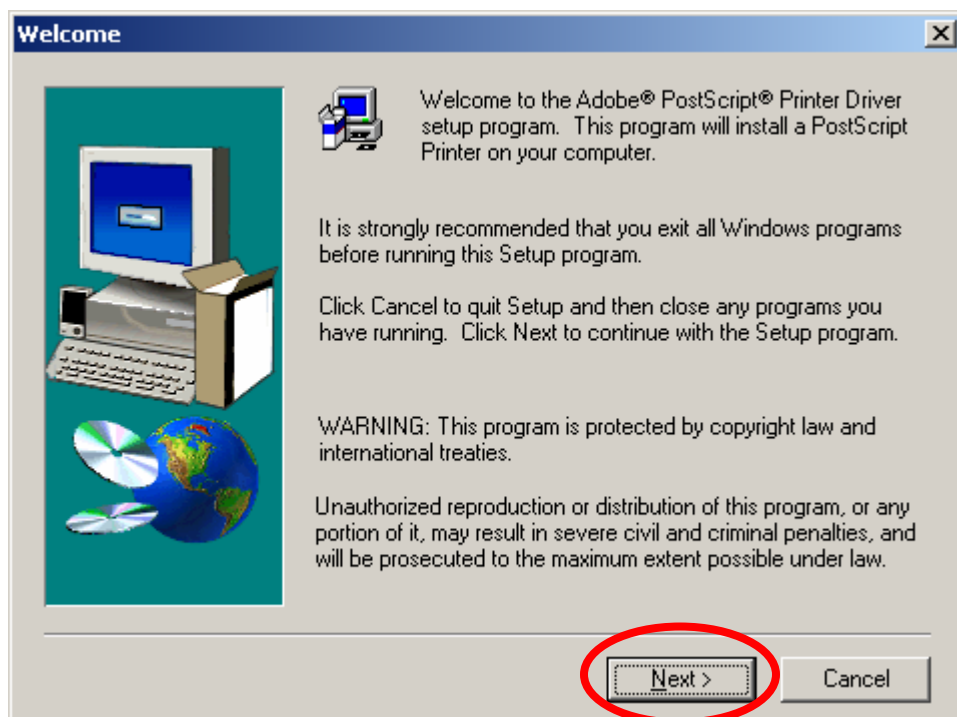 Welcome
Welcome to the Adobe® PostScript® Printer Driver
setup program.  This program will install a PostScript
Printer on your computer.
It is strongly recommended that you exit all Windows programs
before running this Setup program.
Click Cancel to quit Setup and then close any programs you
have running.  Click Next to continue with the Setup program.
WARNING: This program is protected by copyright law and
international treaties.
Unauthorized reproduction or distribution of this program, or any
portion of it, may result in severe civil and criminal penalties, and
will be prosecuted to the maximum extent possible under law.
Next >
Cancel